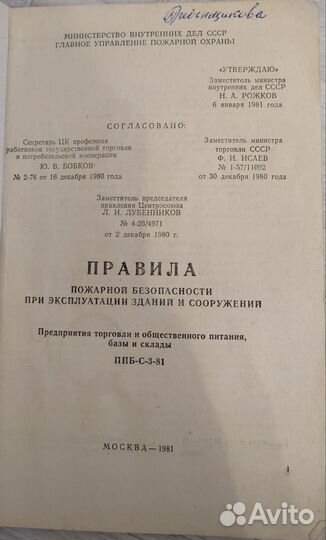 МИНИСТЕРСТВО ВНУТРЕННИХ ДЕЛ СССР
ГЛАВНОЕ УПРАВЛЕНИЕ ПОЖАРНОЙ ОХРАНЫ
«УТВЕРЖДАЮ»
Заместитель министра
внутренних дел СССР
Н. А. РОЖКОВ
6 января 1981 года
СОГЛАСОВАНО:
Секретарь ЦК профсоюза
работников государственной торговли
и потребительской кооперации
Ю. В. БОБКОВ
№ 2-76 от 16 декабря 1980 года
Заместитель министра
торговли СССР
Ф. И. ИСАЕВ
№ 1-57/11092
от 30 декабря 1980 года
Заместитель председателя
правления Центросоюза
Л. И. ЛУБЕННИКОВ
№ 4-26/4971
от 2 декабря 1980 г.
ПРАВИЛА
ПОЖАРНОЙ БЕЗОПАСНОСТИ
ПРИ ЭКСПЛУАТАЦИИ ЗДАНИЙ И СООРУЖЕНИЙ
Предприятия торговли и общественного питания,
базы и склады
ППБ-С-3-81
МОСКВА—1981
1
Avito